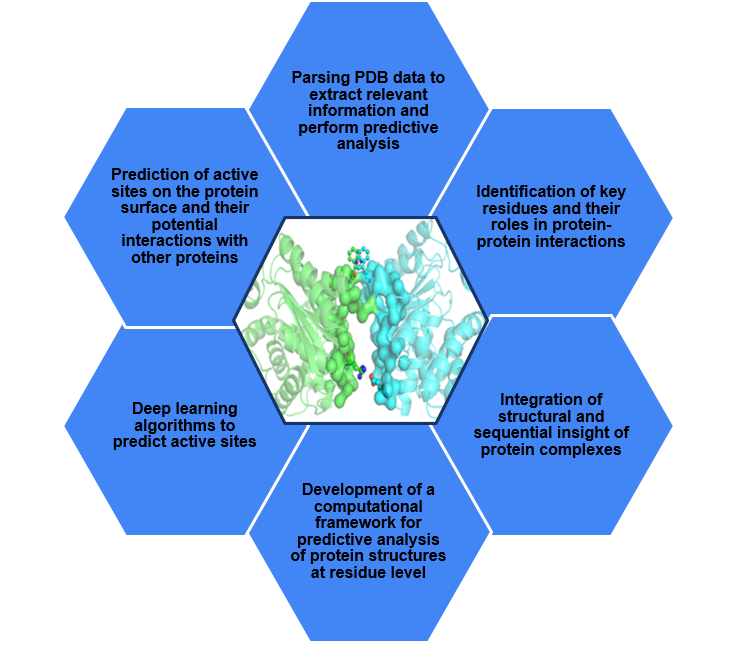 Parsing PDB data to
extract relevant
information and
perform predictive
analysis
Prediction of active
sites on the protein
surface and their
potential
interactions with
other proteins
Identification of key
residues and their
roles in protein-
protein interactions
Deep learning
algorithms to
predict active sites
Integration of
structural and
sequential insight of
protein complexes
Development of a
computational
framework for
predictive analysis
of protein structures
at residue level